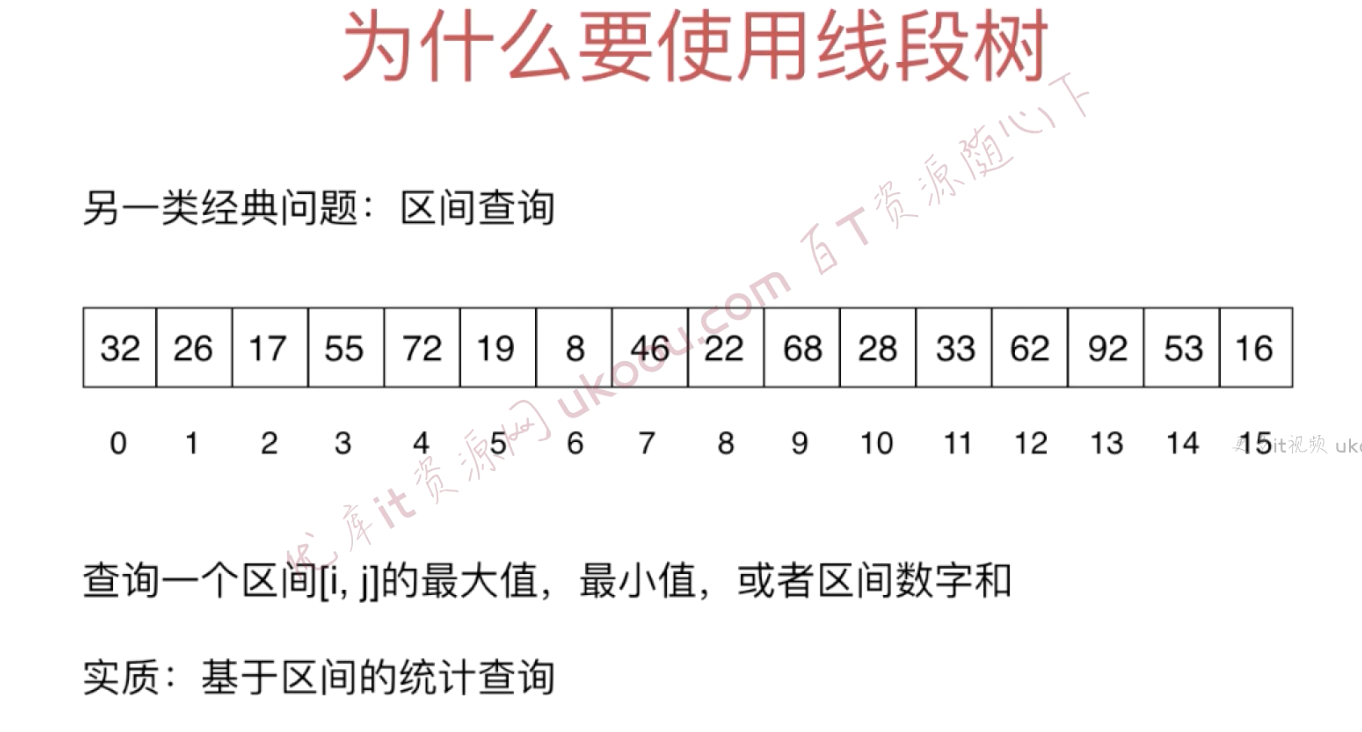 为什么要使用线段树
另一类经典问题：区间查询
32 26 17 55 72 19 8 46 22 68 28 33 62 92 53 16
0 1 2 3 4 5 6 7 8 9 10 11 12 13 14 15
it视频 uko
优库it资源网 ukoou.com 百T资源随心下
查询一个区间[i, j]的最大值，最小值，或者区间数字和
实质：基于区间的统计查询